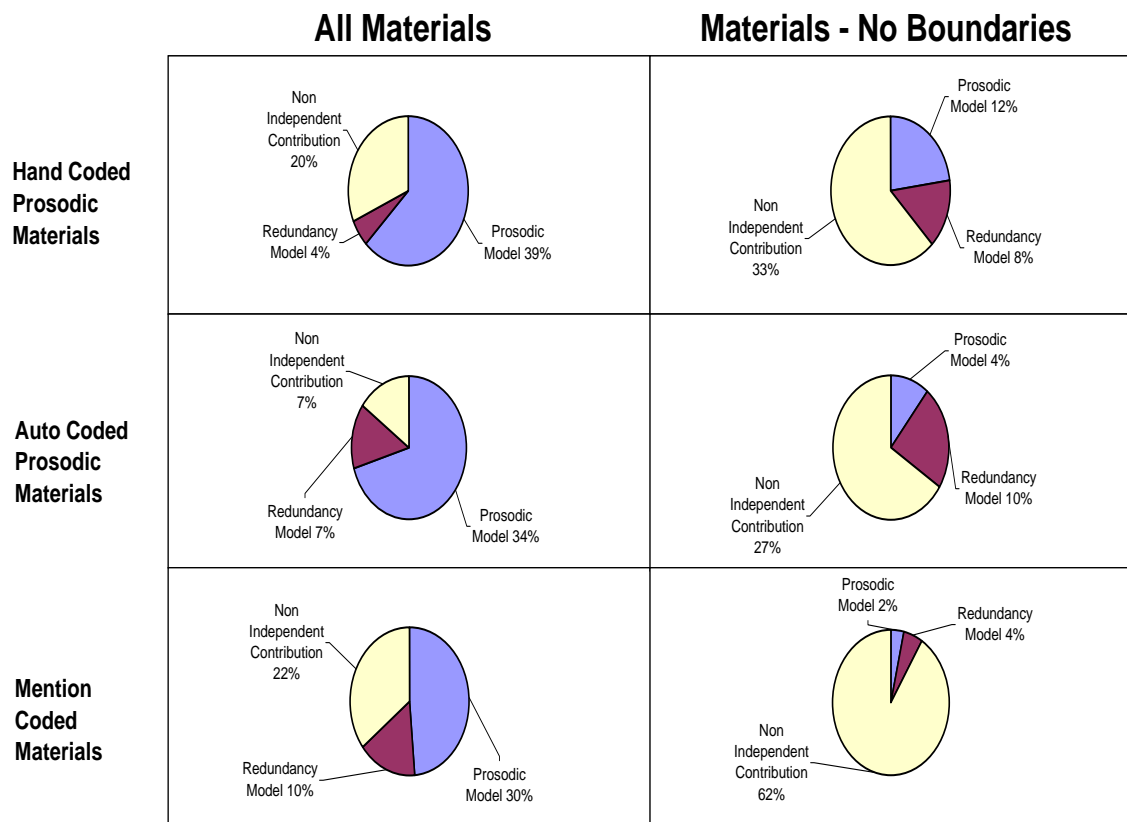 All Materials
Materials - No Boundaries
Hand Coded
Prosodic
Materials
Non
Independent
Contribution
20%
Redundancy
Model 4%
Prosodic
Model 39%
Prosodic
Model 12%
Non
Independent
Contribution
33%
Redundancy
Model 8%
Auto Coded
Prosodic
Materials
Non
Independent
Contribution
7%
Redundancy
Model 7%
Prosodic
Model 34%
Prosodic
Model 4%
Non
Independent
Contribution
27%
Redundancy
Model 10%
Mention
Coded
Materials
Non
Independent
Contribution
22%
Redundancy
Model 10%
Prosodic
Model 30%
Prosodic
Model 2%
Redundancy
Model 4%
Non
Independent
Contribution
62%